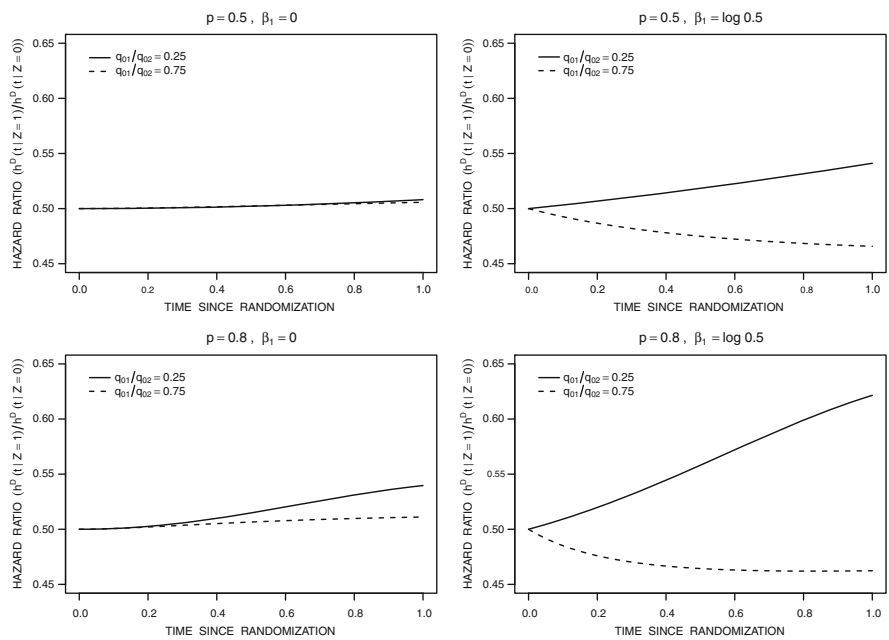 p = 0.5 , β1 = 0
HAZARD RATIO (h^D (t | Z = 1)/h^D (t | Z = 0))
0.65
0.60
0.55
0.50
0.45
q01/q02 = 0.25
q01/q02 = 0.75
0.0 0.2 0.4 0.6 0.8 1.0
TIME SINCE RANDOMIZATION
p = 0.5 , β1 = log 0.5
HAZARD RATIO (h^D (t | Z = 1)/h^D (t | Z = 0))
0.65
0.60
0.55
0.50
0.45
q01/q02 = 0.25
q01/q02 = 0.75
0.0 0.2 0.4 0.6 0.8 1.0
TIME SINCE RANDOMIZATION
p = 0.8 , β1 = 0
HAZARD RATIO (h^D (t | Z = 1)/h^D (t | Z = 0))
0.65
0.60
0.55
0.50
0.45
q01/q02 = 0.25
q01/q02 = 0.75
0.0 0.2 0.4 0.6 0.8 1.0
TIME SINCE RANDOMIZATION
p = 0.8 , β1 = log 0.5
HAZARD RATIO (h^D (t | Z = 1)/h^D (t | Z = 0))
0.65
0.60
0.55
0.50
0.45
q01/q02 = 0.25
q01/q02 = 0.75
0.0 0.2 0.4 0.6 0.8 1.0
TIME SINCE RANDOMIZATION